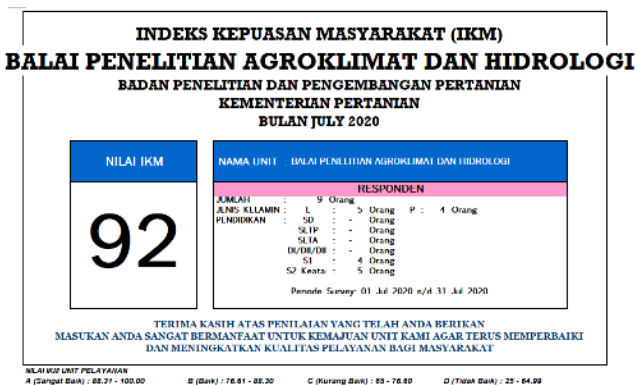 INDEKS KEPUASAN MASYARAKAT (IKM)
BALAI PENELITIAN AGROKLIMAT DAN HIDROLOGI
BADAN PENELITIAN DAN PENGEMBANGAN PERTANIAN
KEMENTERIAN PERTANIAN
BULAN JULY 2020
NILAI IKM
92
NAMA UNIT : BALAI PENELITIAN AGROKLIMAT DAN HIDROLOGI
RESPONDEN
JUMLAH : 9 Orang
JENIS KELAMIN : L : 5 Orang P : 4 Orang
PENDIDIKAN : SD : - Orang
SLTP : - Orang
SLTA : - Orang
DI/DII/DIII : - Orang
S1 : 4 Orang
S2 Keatas : 5 Orang
Periode Survey: 01 Jul 2020 s/d 31 Jul 2020
TERIMA KASIH ATAS PENILAIAN YANG TELAH ANDA BERIKAN
MASUKAN ANDA SANGAT BERMANFAAT UNTUK KEMAJUAN UNIT KAMI AGAR TERUS MEMPERBAIKI
DAN MENINGKATKAN KUALITAS PELAYANAN BAGI MASYARAKAT
NILAI IKM UNIT PELAYANAN
A (Sangat Baik) : 88.31 - 100.00 B (Baik) : 76.61 - 88.30 C (Kurang Baik) : 65 - 76.60 D (Tidak Baik) : 25 - 64.99